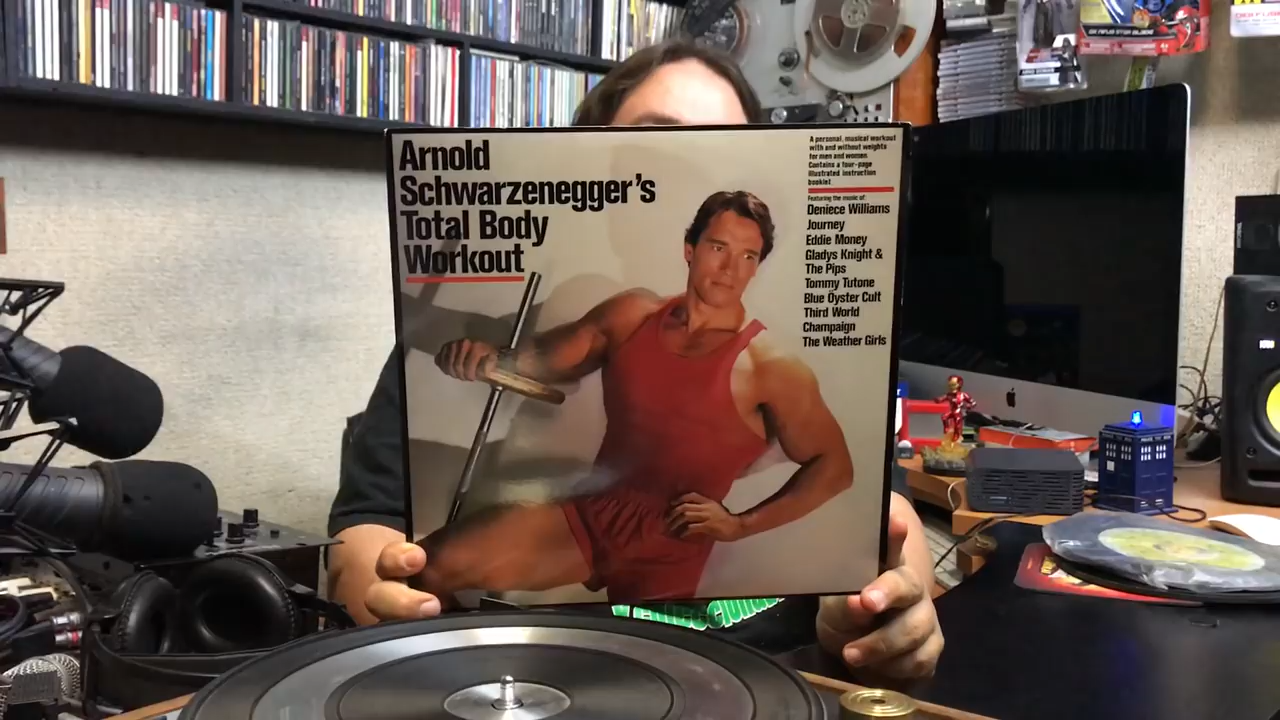 Arnold
Schwarzenegger's
Total Body
Workout
A personal, musical workout
with and without weights
for men and women.
Contains a four-page
illustrated instruction
booklet.
Featuring the music of:
Deniece Williams
Journey
Eddie Money
Gladys Knight &
The Pips
Tommy Tutone
Blue Öyster Cult
Third World
Champaign
The Weather Girls